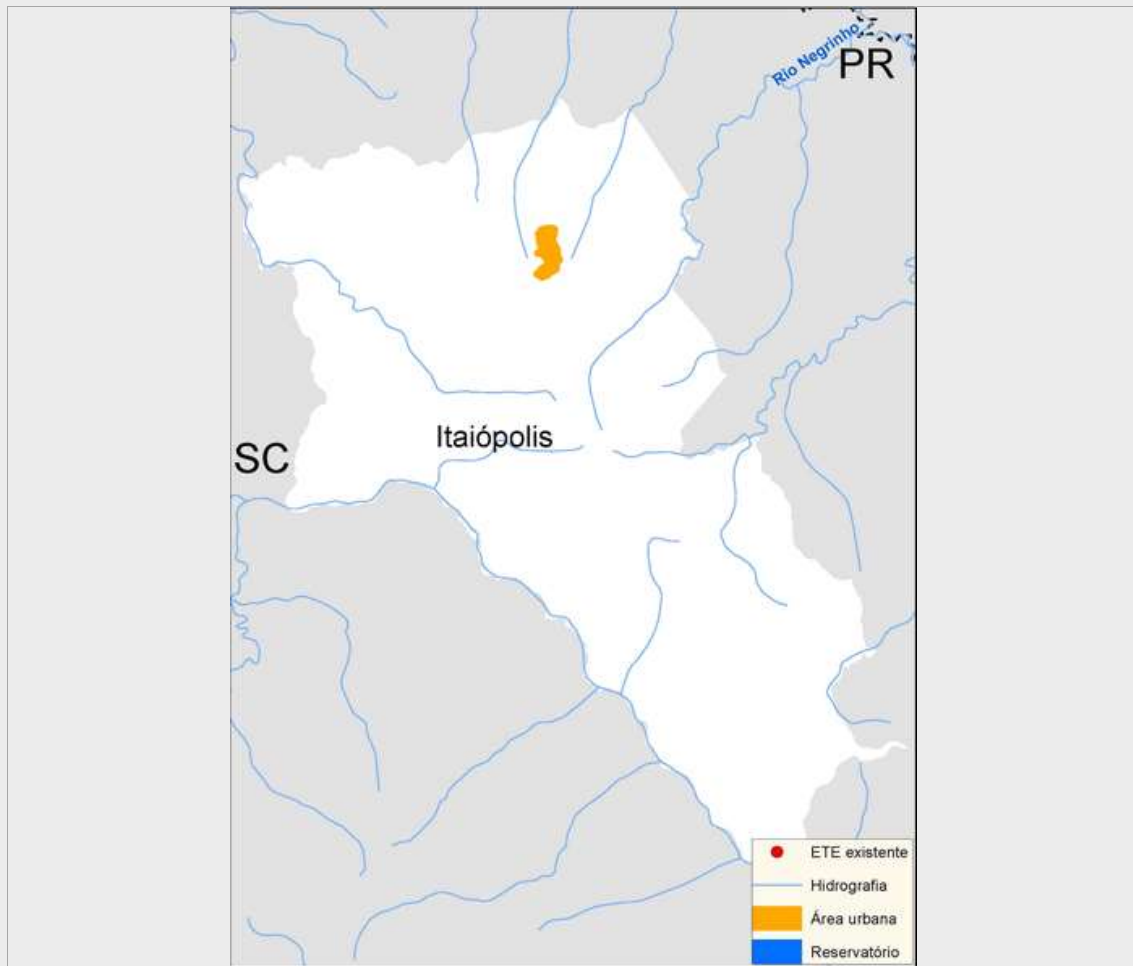 Rio Negrinho
PR
Itaiópolis
SC
ETE existente
Hidrografia
Área urbana
Reservatório